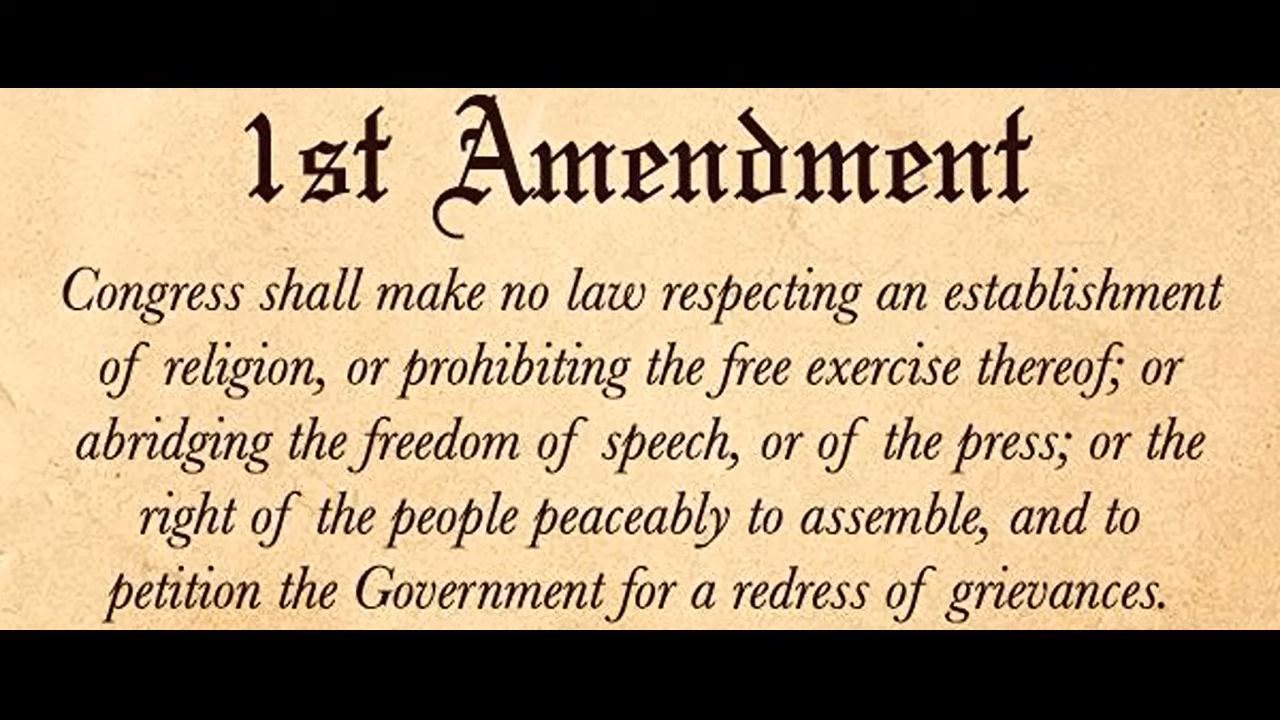 1st Amendment
Congress shall make no law respecting an establishment
of religion, or prohibiting the free exercise thereof; or
abridging the freedom of speech, or of the press; or the
right of the people peaceably to assemble, and to
petition the Government for a redress of grievances.